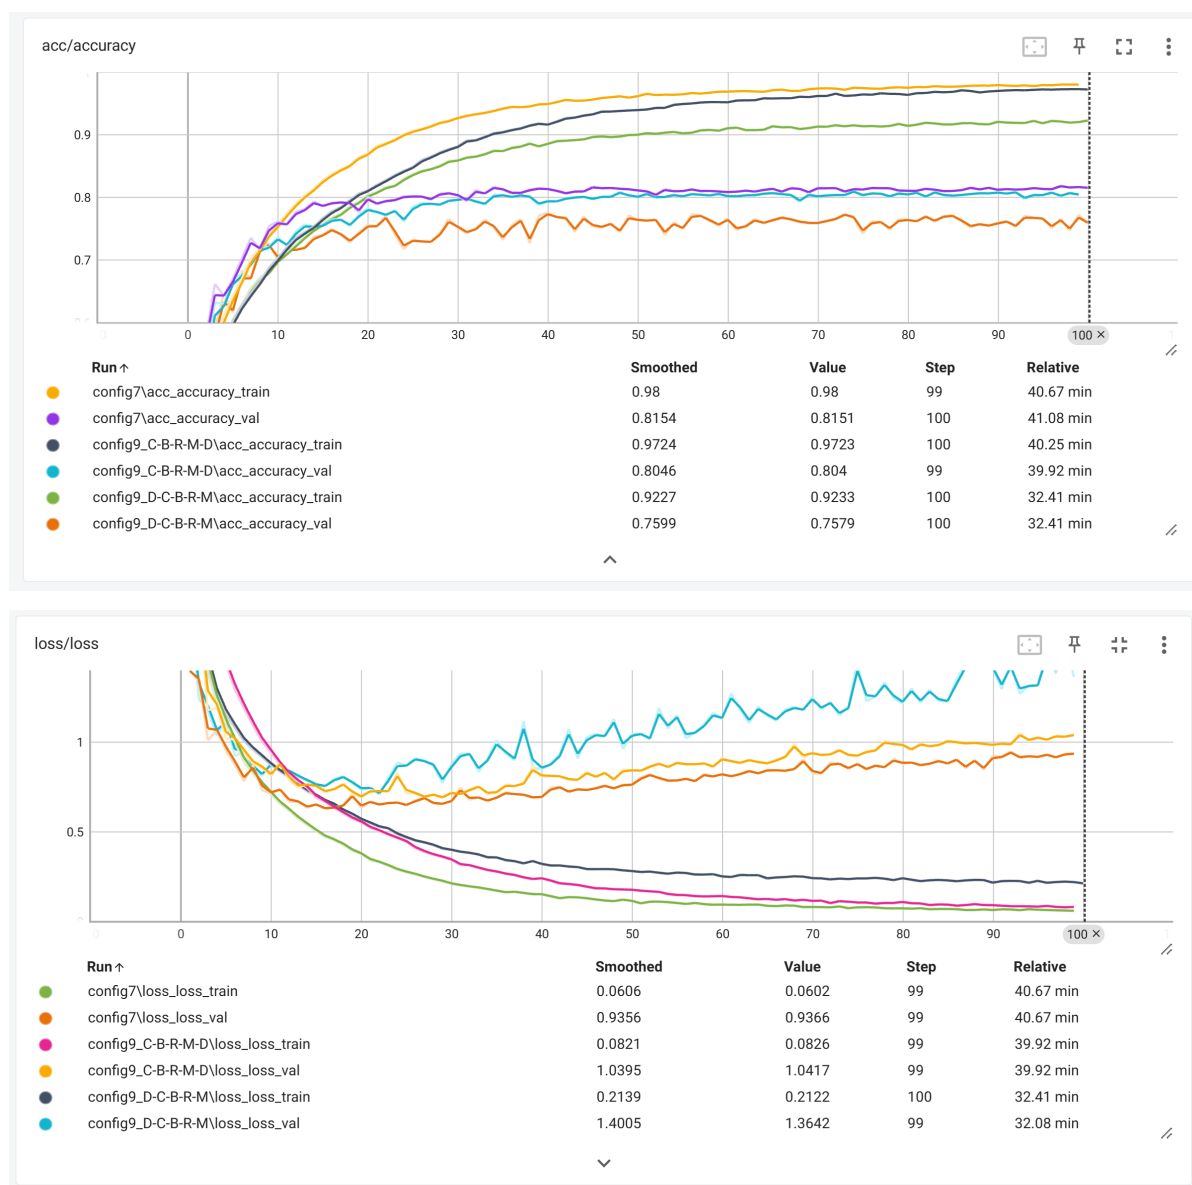 acc/accuracy
0.9
0.8
0.7
0 10 20 30 40 50 60 70 80 90 100 ×
Run↑ Smoothed Value Step Relative
config7\acc_accuracy_train 0.98 0.98 99 40.67 min
config7\acc_accuracy_val 0.8154 0.8151 100 41.08 min
config9_C-B-R-M-D\acc_accuracy_train 0.9724 0.9723 100 40.25 min
config9_C-B-R-M-D\acc_accuracy_val 0.8046 0.804 99 39.92 min
config9_D-C-B-R-M\acc_accuracy_train 0.9227 0.9233 100 32.41 min
config9_D-C-B-R-M\acc_accuracy_val 0.7599 0.7579 100 32.41 min
loss/loss
1
0.5
0 10 20 30 40 50 60 70 80 90 100 ×
Run↑ Smoothed Value Step Relative
config7\loss_loss_train 0.0606 0.0602 99 40.67 min
config7\loss_loss_val 0.9356 0.9366 99 40.67 min
config9_C-B-R-M-D\loss_loss_train 0.0821 0.0826 99 39.92 min
config9_C-B-R-M-D\loss_loss_val 1.0395 1.0417 99 39.92 min
config9_D-C-B-R-M\loss_loss_train 0.2139 0.2122 100 32.41 min
config9_D-C-B-R-M\loss_loss_val 1.4005 1.3642 99 32.08 min